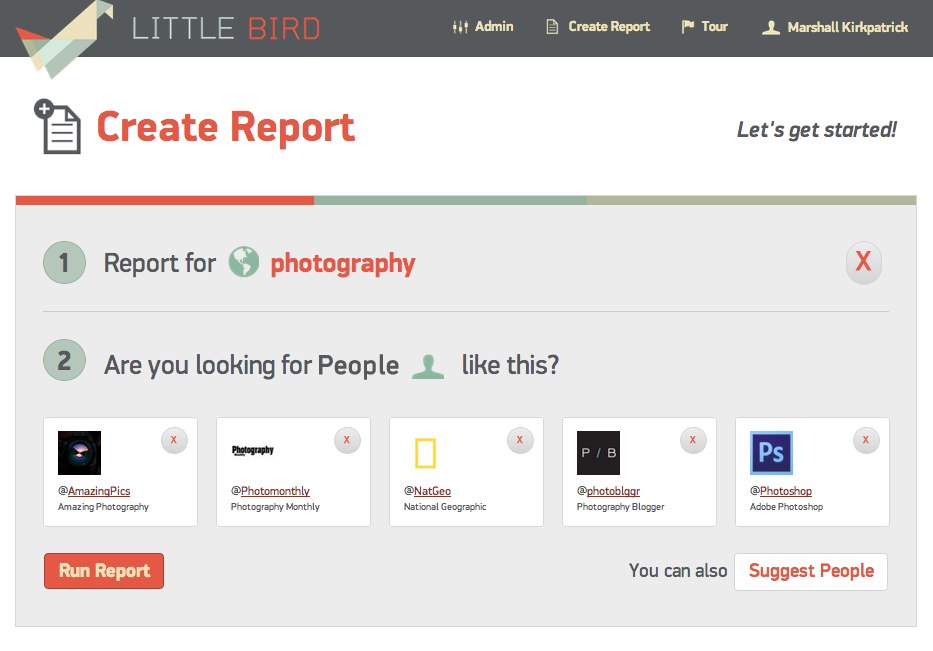 LITTLE BIRD
Admin
Create Report
Tour
Marshall Kirkpatrick
Create Report
Let's get started!
1 Report for photography X
2 Are you looking for People like this?
X
@AmazingPics
Amazing Photography
Photography
X
@Photomonthly
Photography Monthly
X
@NatGeo
National Geographic
P / B
X
@photoblggr
Photography Blogger
Ps
X
@Photoshop
Adobe Photoshop
Run Report
You can also Suggest People